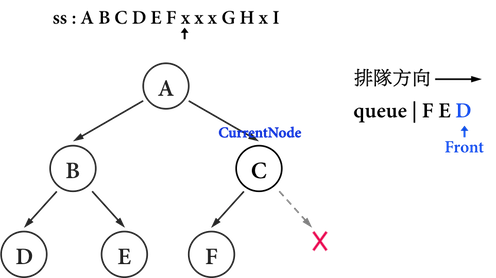 ss : A B C D E F x x x G H x I
A
排隊方向
queue | F E D
Front
CurrentNode
B
C
D
E
F
X